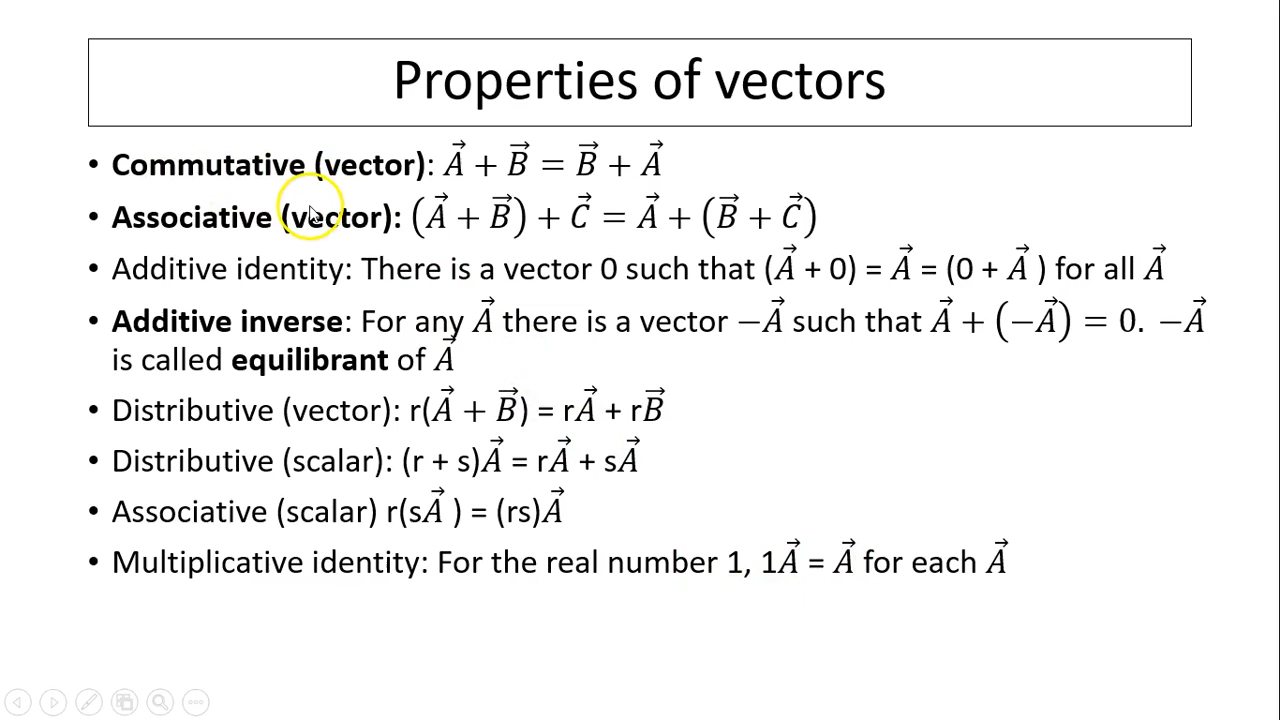 Properties of vectors
• Commutative (vector): A⃗ + B⃗ = B⃗ + A⃗
• Associative (vector): (A⃗ + B⃗) + C⃗ = A⃗ + (B⃗ + C⃗)
• Additive identity: There is a vector 0 such that (A⃗ + 0) = A⃗ = (0 + A⃗ ) for all A⃗
• Additive inverse: For any A⃗ there is a vector −A⃗ such that A⃗ + (−A⃗) = 0. −A⃗
is called equilibrant of A⃗
• Distributive (vector): r(A⃗ + B⃗) = rA⃗ + rB⃗
• Distributive (scalar): (r + s)A⃗ = rA⃗ + sA⃗
• Associative (scalar) r(sA⃗ ) = (rs)A⃗
• Multiplicative identity: For the real number 1, 1A⃗ = A⃗ for each A⃗